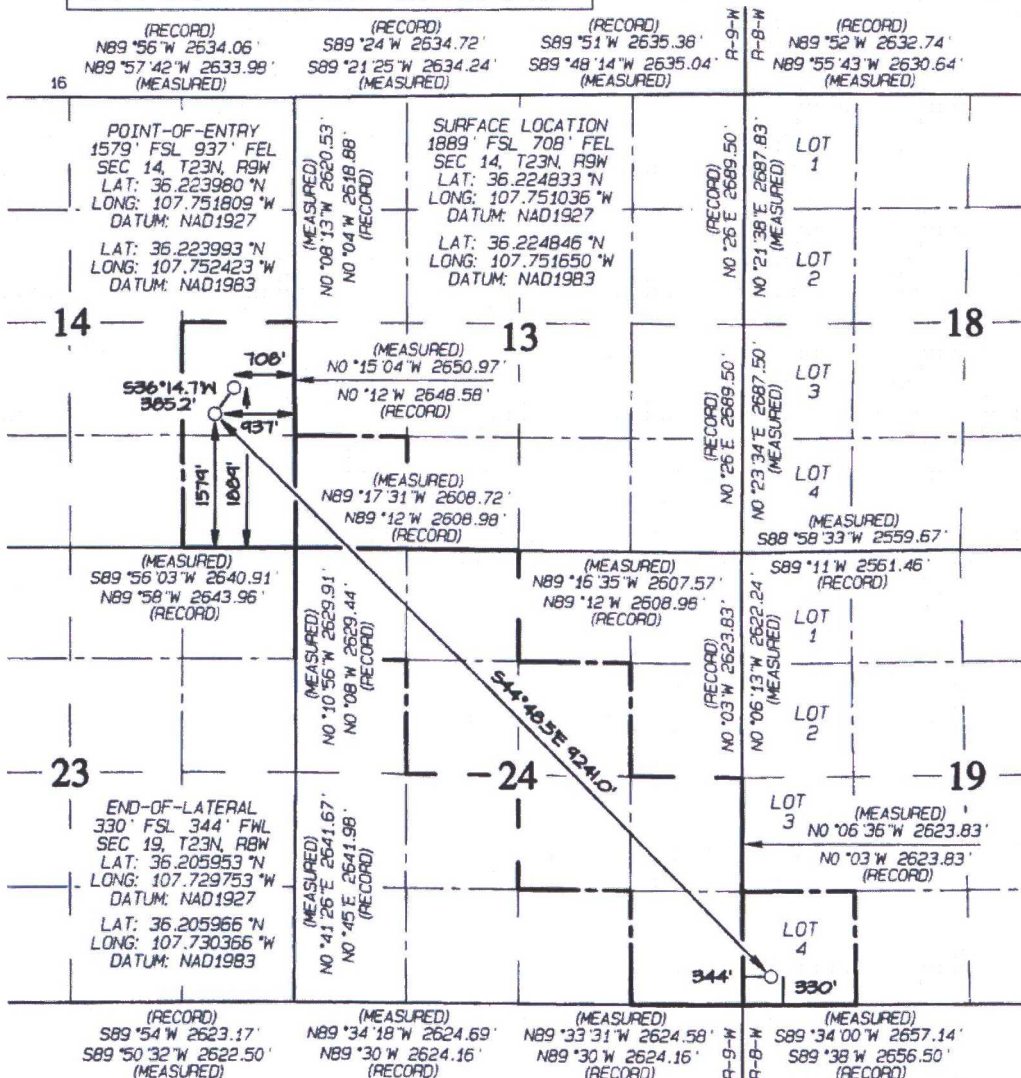 (RECORD)
N89°56'W 2634.06'
N89°57'42"W 2633.98'
(MEASURED)
(RECORD)
S89°24'W 2634.72'
S89°21'25"W 2634.24'
(MEASURED)
(RECORD)
S89°51'W 2635.38'
S89°48'14"W 2635.04'
(MEASURED)
R-9-W
R-8-W
(RECORD)
N89°52'W 2632.74'
N89°55'43"W 2630.64'
(MEASURED)
16
POINT-OF-ENTRY
1579' FSL 937' FEL
SEC 14, T23N, R9W
LAT: 36.223980°N
LONG: 107.751809°W
DATUM: NAD1927
LAT: 36.223993°N
LONG: 107.752423°W
DATUM: NAD1983
(MEASURED)
N0°08'13"W 2620.53'
N0°04'W 2618.88'
(RECORD)
SURFACE LOCATION
1889' FSL 708' FEL
SEC 14, T23N, R9W
LAT: 36.224833°N
LONG: 107.751036°W
DATUM: NAD1927
LAT: 36.224846°N
LONG: 107.751650°W
DATUM: NAD1983
(RECORD)
N0°26'E 2689.50'
N0°21'38"E 2687.83'
(MEASURED)
LOT
1
LOT
2
14
13
18
708'
S36°14.7'W
385.2'
937'
1579'
1889'
(MEASURED)
N0°15'04"W 2650.97'
N0°12'W 2648.58'
(RECORD)
(RECORD)
N0°26'E 2689.50'
N0°23'34"E 2687.50'
(MEASURED)
LOT
3
LOT
4
(MEASURED)
N89°17'31"W 2608.72'
N89°12'W 2608.98'
(RECORD)
(MEASURED)
S88°58'33"W 2559.67'
S89°11'W 2561.46'
(RECORD)
(MEASURED)
S89°56'03"W 2640.91'
N89°58'W 2643.96'
(RECORD)
(MEASURED)
N0°10'56"W 2629.91'
N0°08'W 2629.44'
(RECORD)
(MEASURED)
N89°16'35"W 2607.57'
N89°12'W 2608.98'
(RECORD)
(RECORD)
N0°03'W 2623.83'
N0°06'13"W 2622.24'
(MEASURED)
LOT
1
LOT
2
S44°48.5'E 9241.0'
23
24
19
END-OF-LATERAL
330' FSL 344' FWL
SEC 19, T23N, R8W
LAT: 36.205953°N
LONG: 107.729753°W
DATUM: NAD1927
LAT: 36.205966°N
LONG: 107.730366°W
DATUM: NAD1983
(MEASURED)
N0°41'26"E 2641.67'
N0°45'E 2641.98'
(RECORD)
LOT
3
(MEASURED)
N0°06'36"W 2623.83'
N0°03'W 2623.83'
(RECORD)
LOT
4
344'
330'
(RECORD)
S89°54'W 2623.17'
S89°50'32"W 2622.50'
(MEASURED)
(MEASURED)
N89°34'18"W 2624.69'
N89°30'W 2624.16'
(RECORD)
(MEASURED)
N89°33'31"W 2624.58'
N89°30'W 2624.16'
(RECORD)
R-9-W
R-8-W
(MEASURED)
S89°34'00"W 2657.14'
S89°38'W 2656.50'
(RECORD)